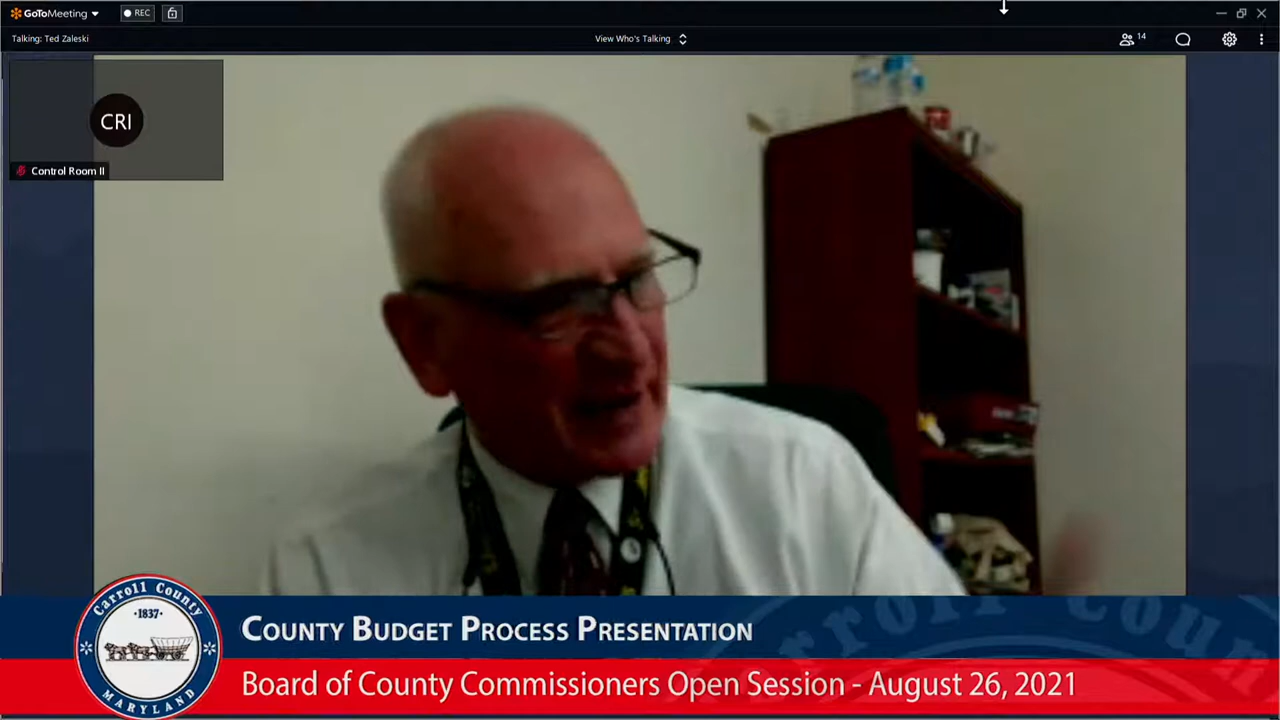 GoToMeeting
REC
Talking: Ted Zaleski
View Who's Talking
14
CRI
Control Room II
Carroll County
·1837·
MARYLAND
COUNTY BUDGET PROCESS PRESENTATION
Board of County Commissioners Open Session - August 26, 2021